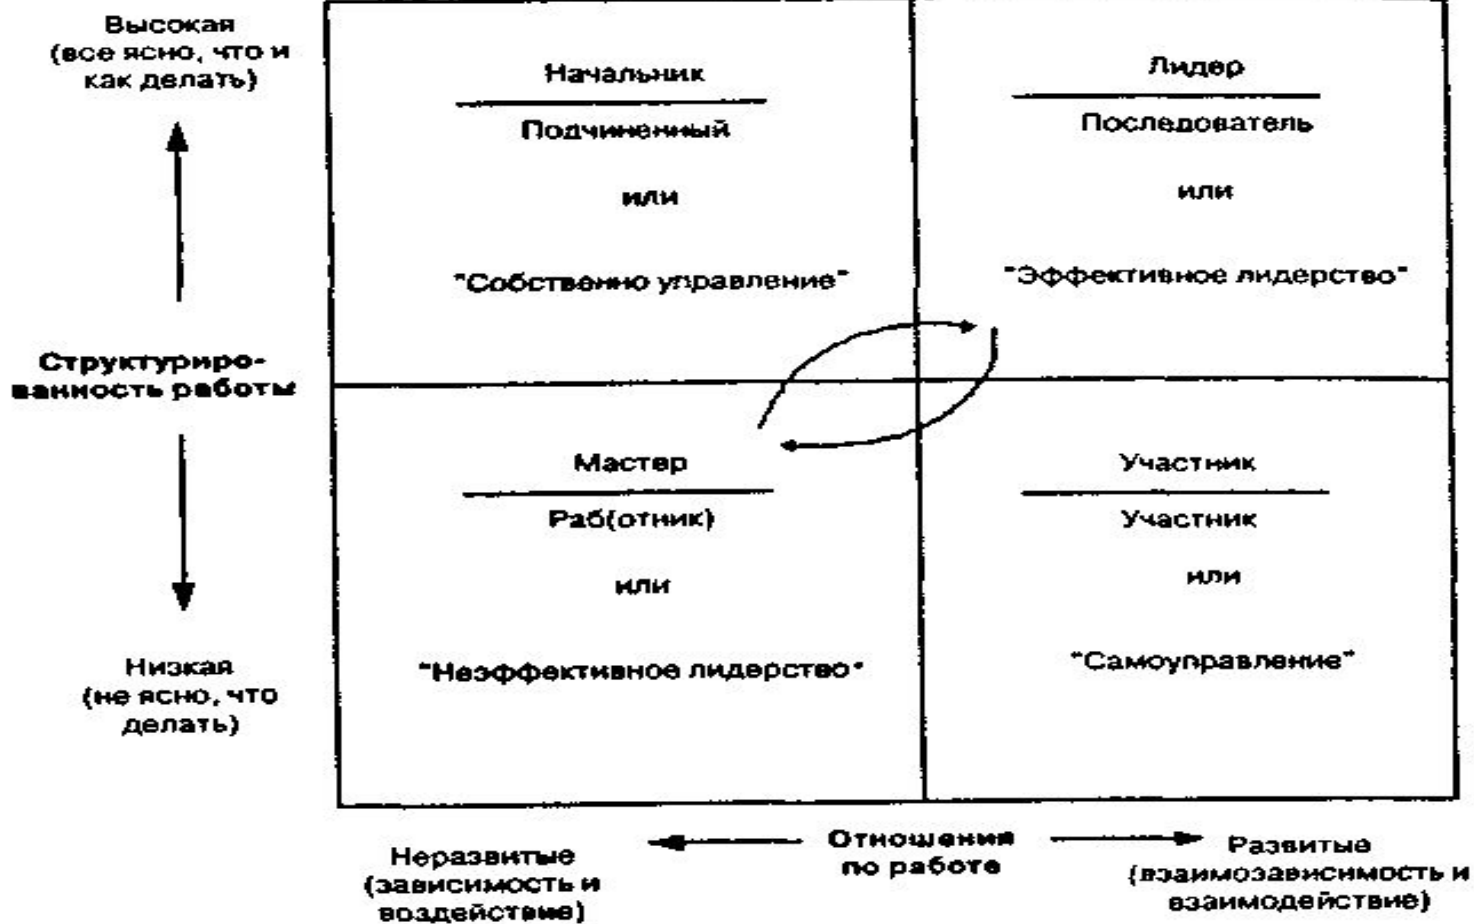 Высокая
(все ясно, что и
как делать)
Структуриро-
ванность работы
Низкая
(не ясно, что
делать)
Начальник
Подчиненный
или
"Собственно управление"
Лидер
Последователь
или
"Эффективное лидерство"
Мастер
Раб(отник)
или
"Неэффективное лидерство"
Участник
Участник
или
"Самоуправление"
Неразвитые
(зависимость и
воздействие)
Отношения
по работе
Развитые
(взаимозависимость и
взаимодействие)